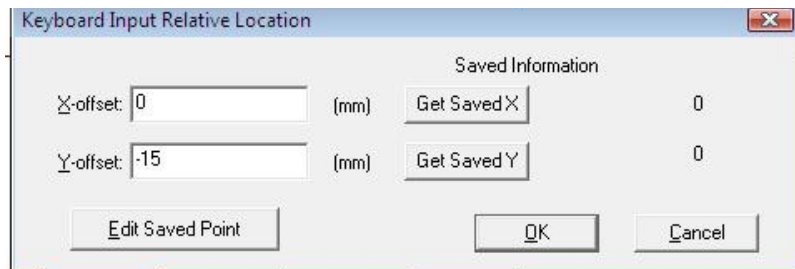 Keyboard Input Relative Location
Saved Information
X-offset: 0 (mm) Get Saved X 0
Y-offset: -15 (mm) Get Saved Y 0
Edit Saved Point OK Cancel